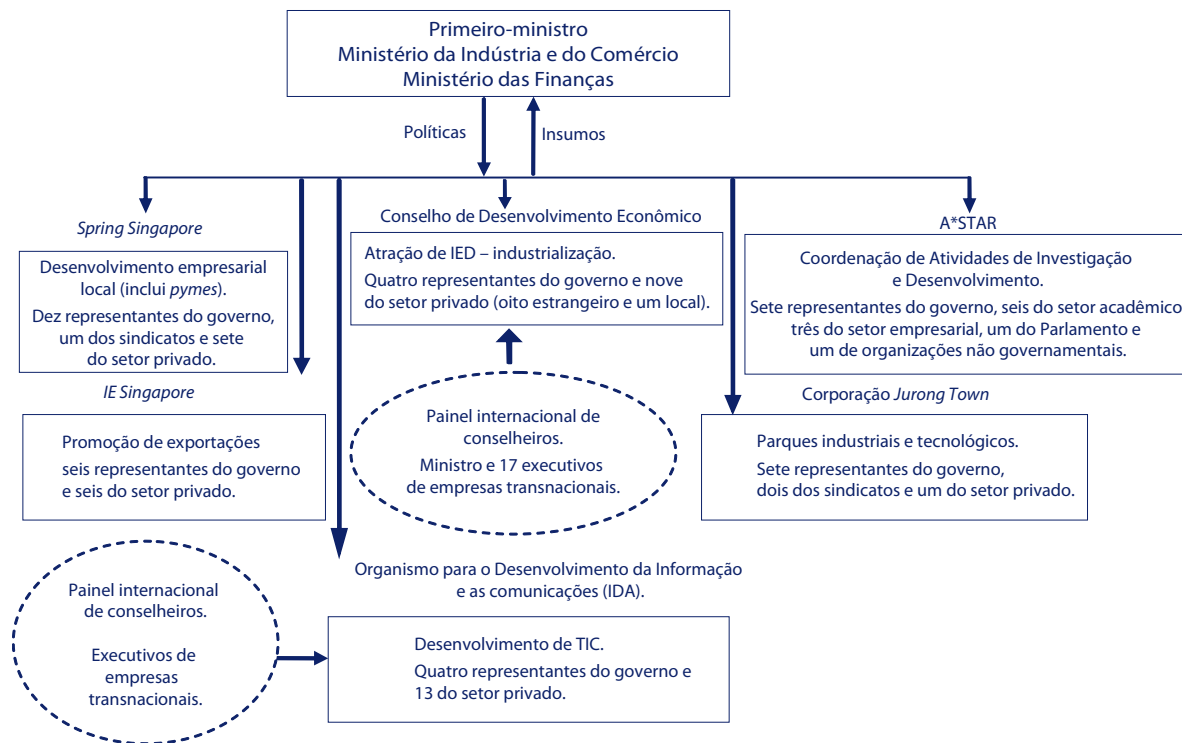 Primeiro-ministro
Ministério da Indústria e do Comércio
Ministério das Finanças
Políticas
Insumos
Spring Singapore
Desenvolvimento empresarial
local (inclui pymes).
Dez representantes do governo,
um dos sindicatos e sete
do setor privado.
Conselho de Desenvolvimento Econômico
Atração de IED – industrialização.
Quatro representantes do governo e nove
do setor privado (oito estrangeiro e um local).
A*STAR
Coordenação de Atividades de Investigação
e Desenvolvimento.
Sete representantes do governo, seis do setor acadêmico
três do setor empresarial, um do Parlamento e
um de organizações não governamentais.
IE Singapore
Promoção de exportações
seis representantes do governo
e seis do setor privado.
Painel internacional de
conselheiros.
Ministro e 17 executivos
de empresas transnacionais.
Corporação Jurong Town
Parques industriais e tecnológicos.
Sete representantes do governo,
dois dos sindicatos e um do setor privado.
Painel internacional
de conselheiros.
Executivos de
empresas
transnacionais.
Organismo para o Desenvolvimento da Informação
e as comunicações (IDA).
Desenvolvimento de TIC.
Quatro representantes do governo e
13 do setor privado.